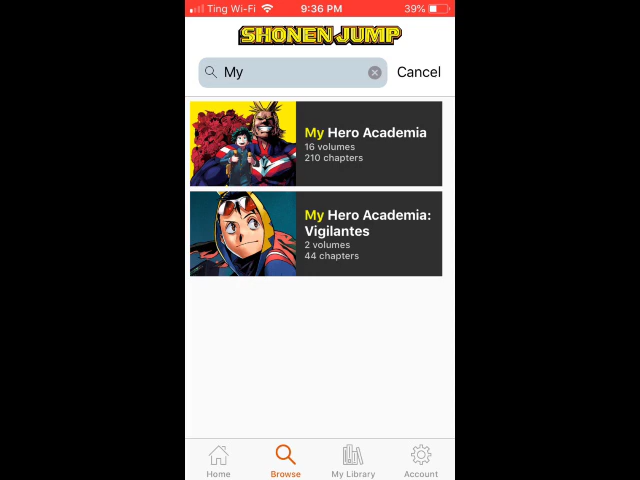 Ting Wi-Fi 9:36 PM 39%
SHONEN JUMP
My Cancel
My Hero Academia
16 volumes
210 chapters
My Hero Academia:
Vigilantes
2 volumes
44 chapters
Home Browse My Library Account